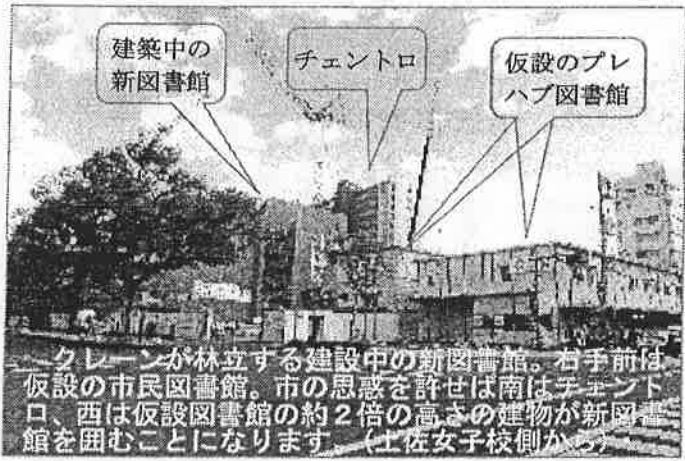 建築中の
新図書館
チェントロ
仮設のプレ
ハブ図書館
クレーンが林立する建設中の新図書館。右手前は
仮設の市民図書館。市の思惑を許せば南はチェント
ロ、西は仮設図書館の約２倍の高さの建物が新図書
館を囲むことになります。(土佐女子校側から)